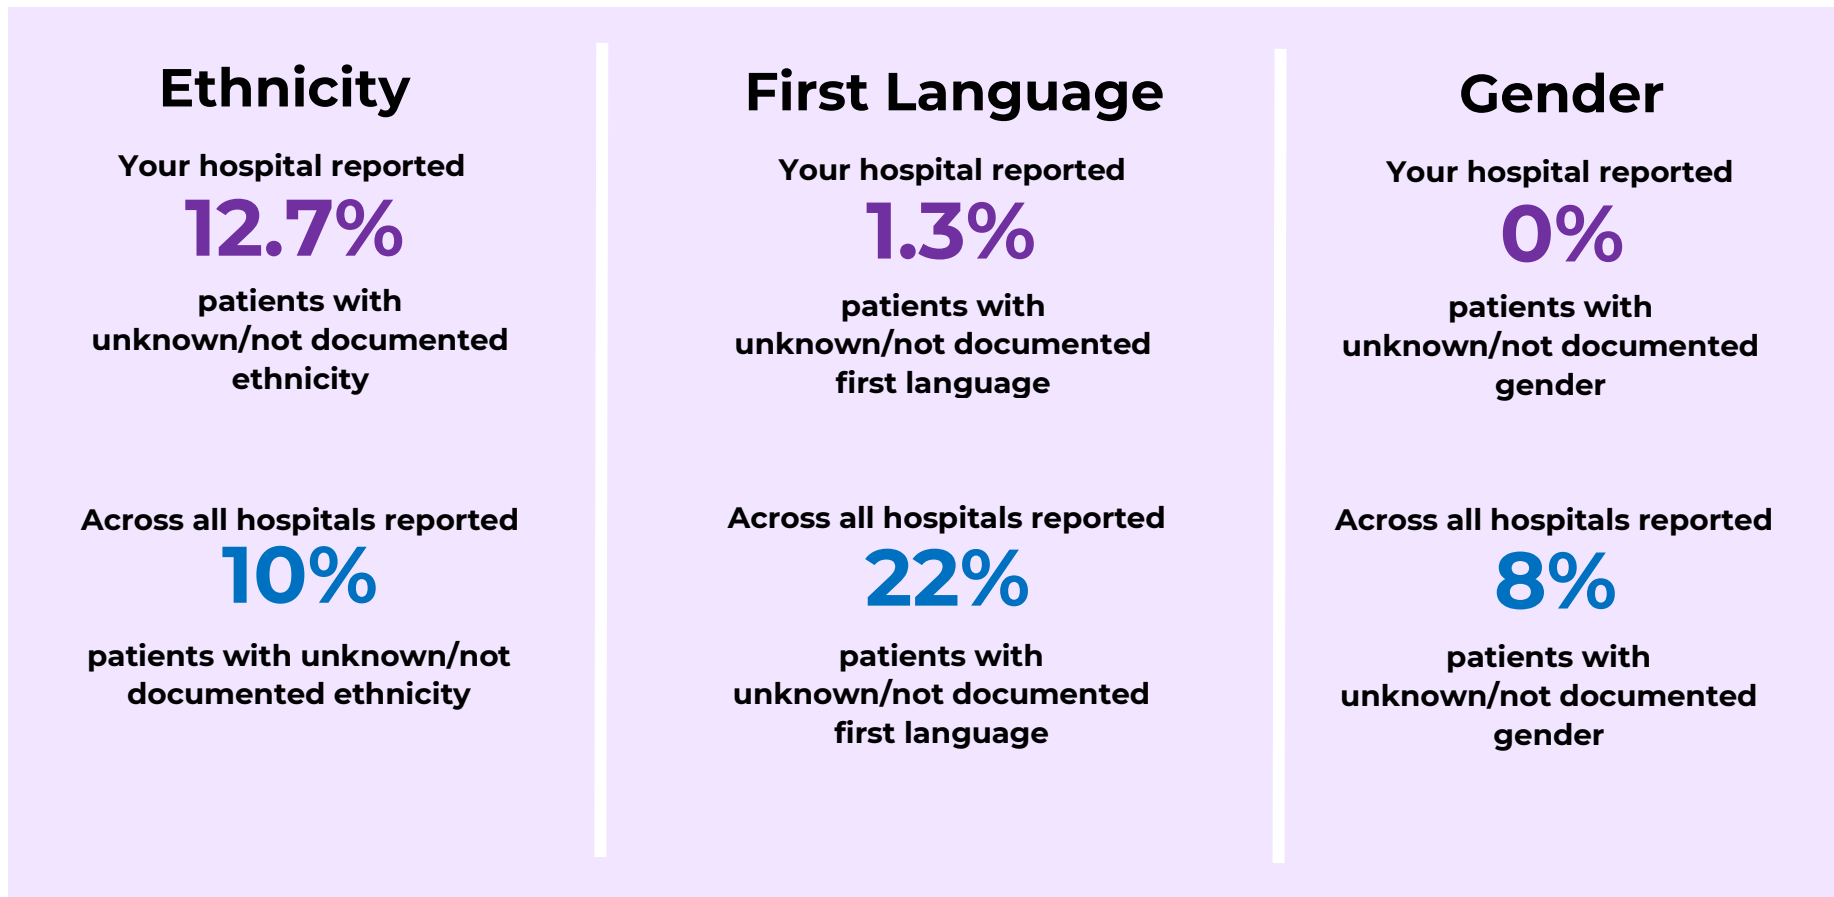 Ethnicity
Your hospital reported
12.7%
patients with
unknown/not documented
ethnicity
Across all hospitals reported
10%
patients with unknown/not
documented ethnicity
First Language
Your hospital reported
1.3%
patients with
unknown/not documented
first language
Across all hospitals reported
22%
patients with
unknown/not documented
first language
Gender
Your hospital reported
0%
patients with
unknown/not documented
gender
Across all hospitals reported
8%
patients with
unknown/not documented
gender